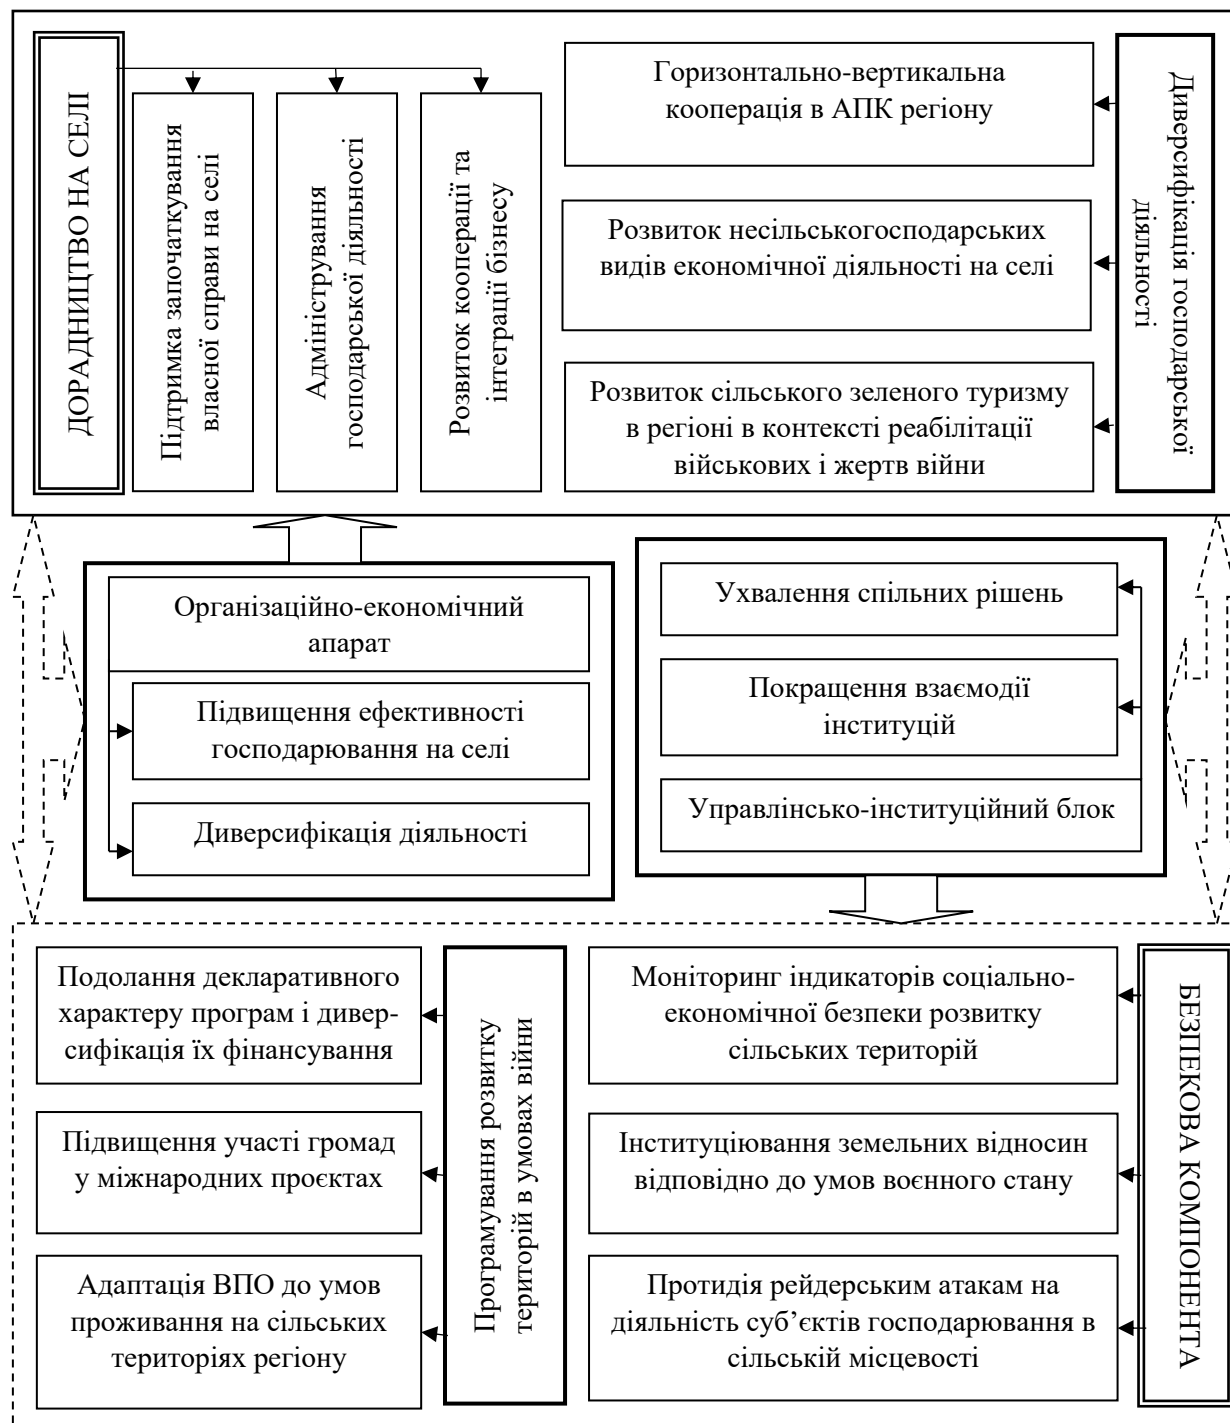 ДОРАДНИЦТВО НА СЕЛІ
Підтримка започаткування
власної справи на селі
Адміністрування
господарської діяльності
Розвиток кооперації та
інтеграції бізнесу
Горизонтально-вертикальна
кооперація в АПК регіону
Розвиток несільськогосподарських
видів економічної діяльності на селі
Розвиток сільського зеленого туризму
в регіоні в контексті реабілітації
військових і жертв війни
Диверсифікація господарської
діяльності
Організаційно-економічний
апарат
Підвищення ефективності
господарювання на селі
Диверсифікація діяльності
Ухвалення спільних рішень
Покращення взаємодії
інституцій
Управлінсько-інституційний блок
Подолання декларативного
характеру програм і дивер-
сифікація їх фінансування
Підвищення участі громад
у міжнародних проєктах
Адаптація ВПО до умов
проживання на сільських
територіях регіону
Програмування розвитку
територій в умовах війни
Моніторинг індикаторів соціально-
економічної безпеки розвитку
сільських територій
Інституціювання земельних відносин
відповідно до умов воєнного стану
Протидія рейдерським атакам на
діяльність суб’єктів господарювання в
сільській місцевості
БЕЗПЕКОВА КОМПОНЕНТА